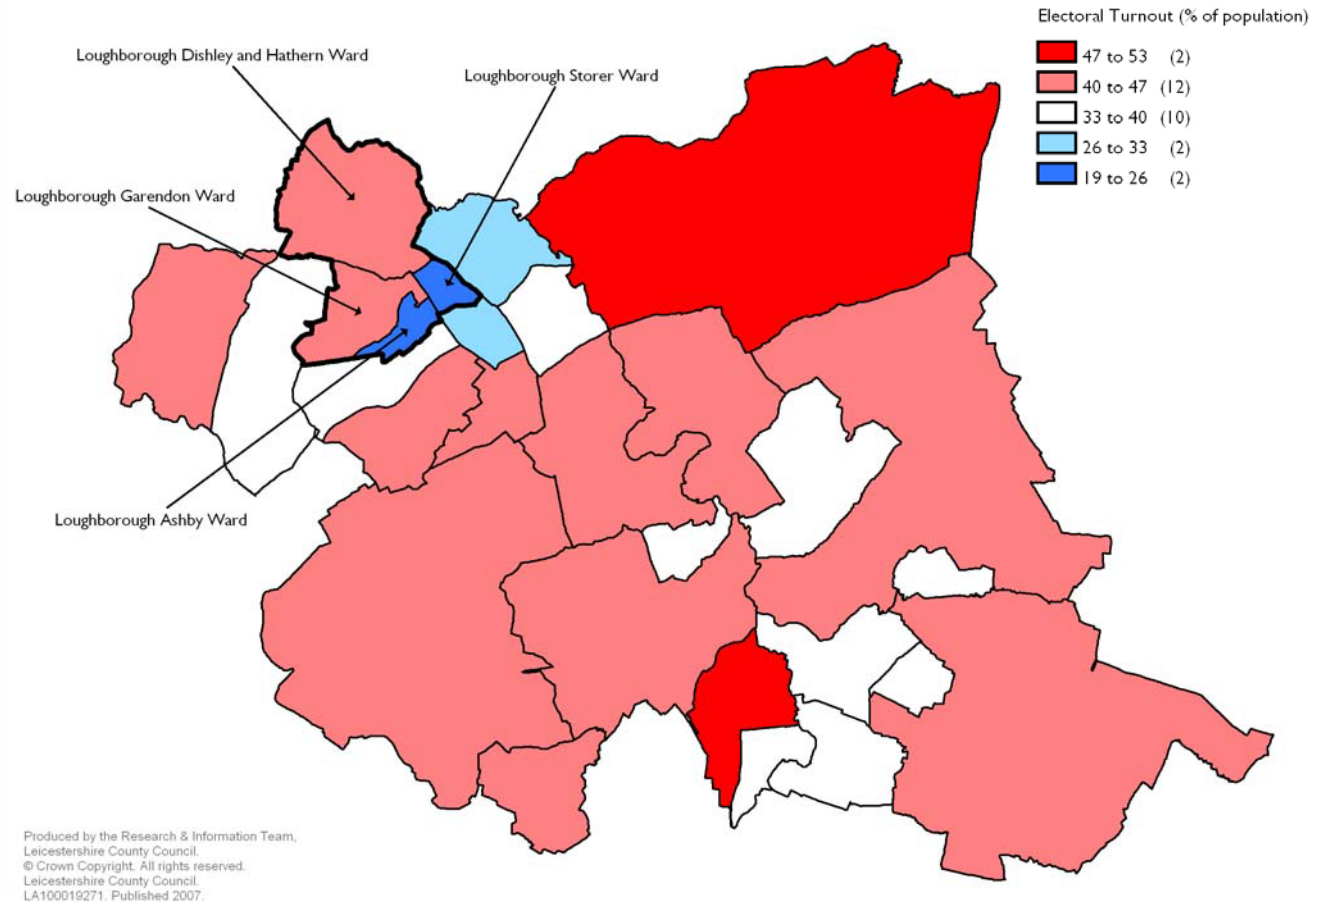 Electoral Turnout (% of population)
47 to 53 (2)
40 to 47 (12)
33 to 40 (10)
26 to 33 (2)
19 to 26 (2)
Loughborough Dishley and Hathern Ward
Loughborough Storer Ward
Loughborough Garendon Ward
Loughborough Ashby Ward
Produced by the Research & Information Team,
Leicestershire County Council.
© Crown Copyright. All rights reserved.
Leicestershire County Council.
LA100019271. Published 2007.